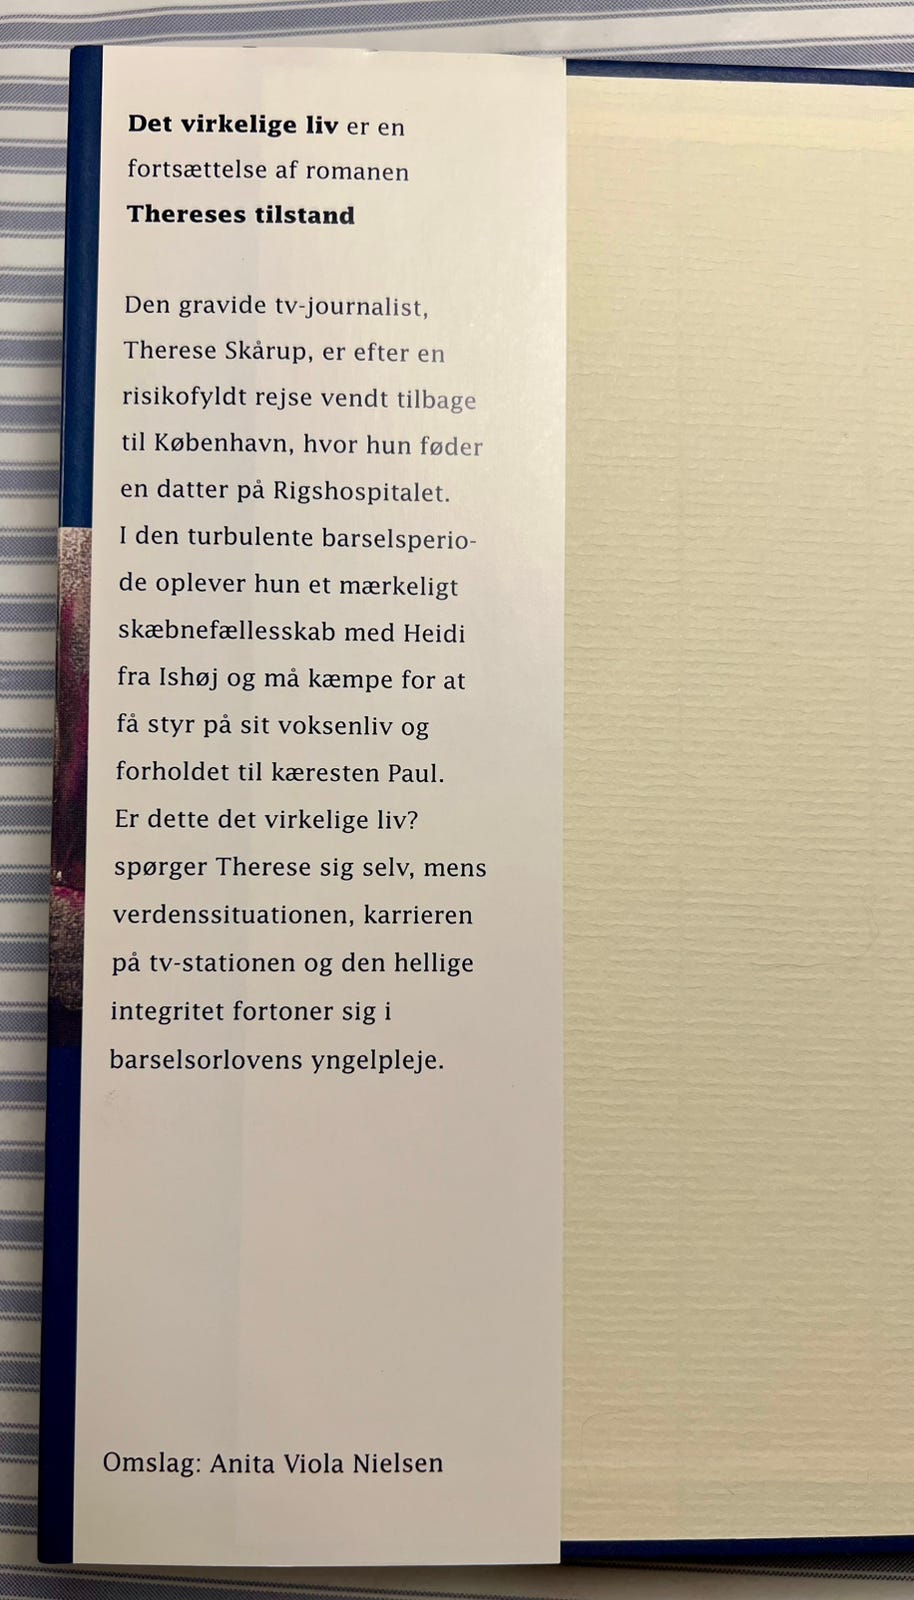 Det virkelige liv er en
fortsættelse af romanen
Thereses tilstand
Den gravide tv-journalist,
Therese Skårup, er efter en
risikofyldt rejse vendt tilbage
til København, hvor hun føder
en datter på Rigshospitalet.
I den turbulente barselsperio-
de oplever hun et mærkeligt
skæbnefællesskab med Heidi
fra Ishøj og må kæmpe for at
få styr på sit voksenliv og
forholdet til kæresten Paul.
Er dette det virkelige liv?
spørger Therese sig selv, mens
verdenssituationen, karrieren
på tv-stationen og den hellige
integritet fortoner sig i
barselsorlovens yngelpleje.
Omslag: Anita Viola Nielsen